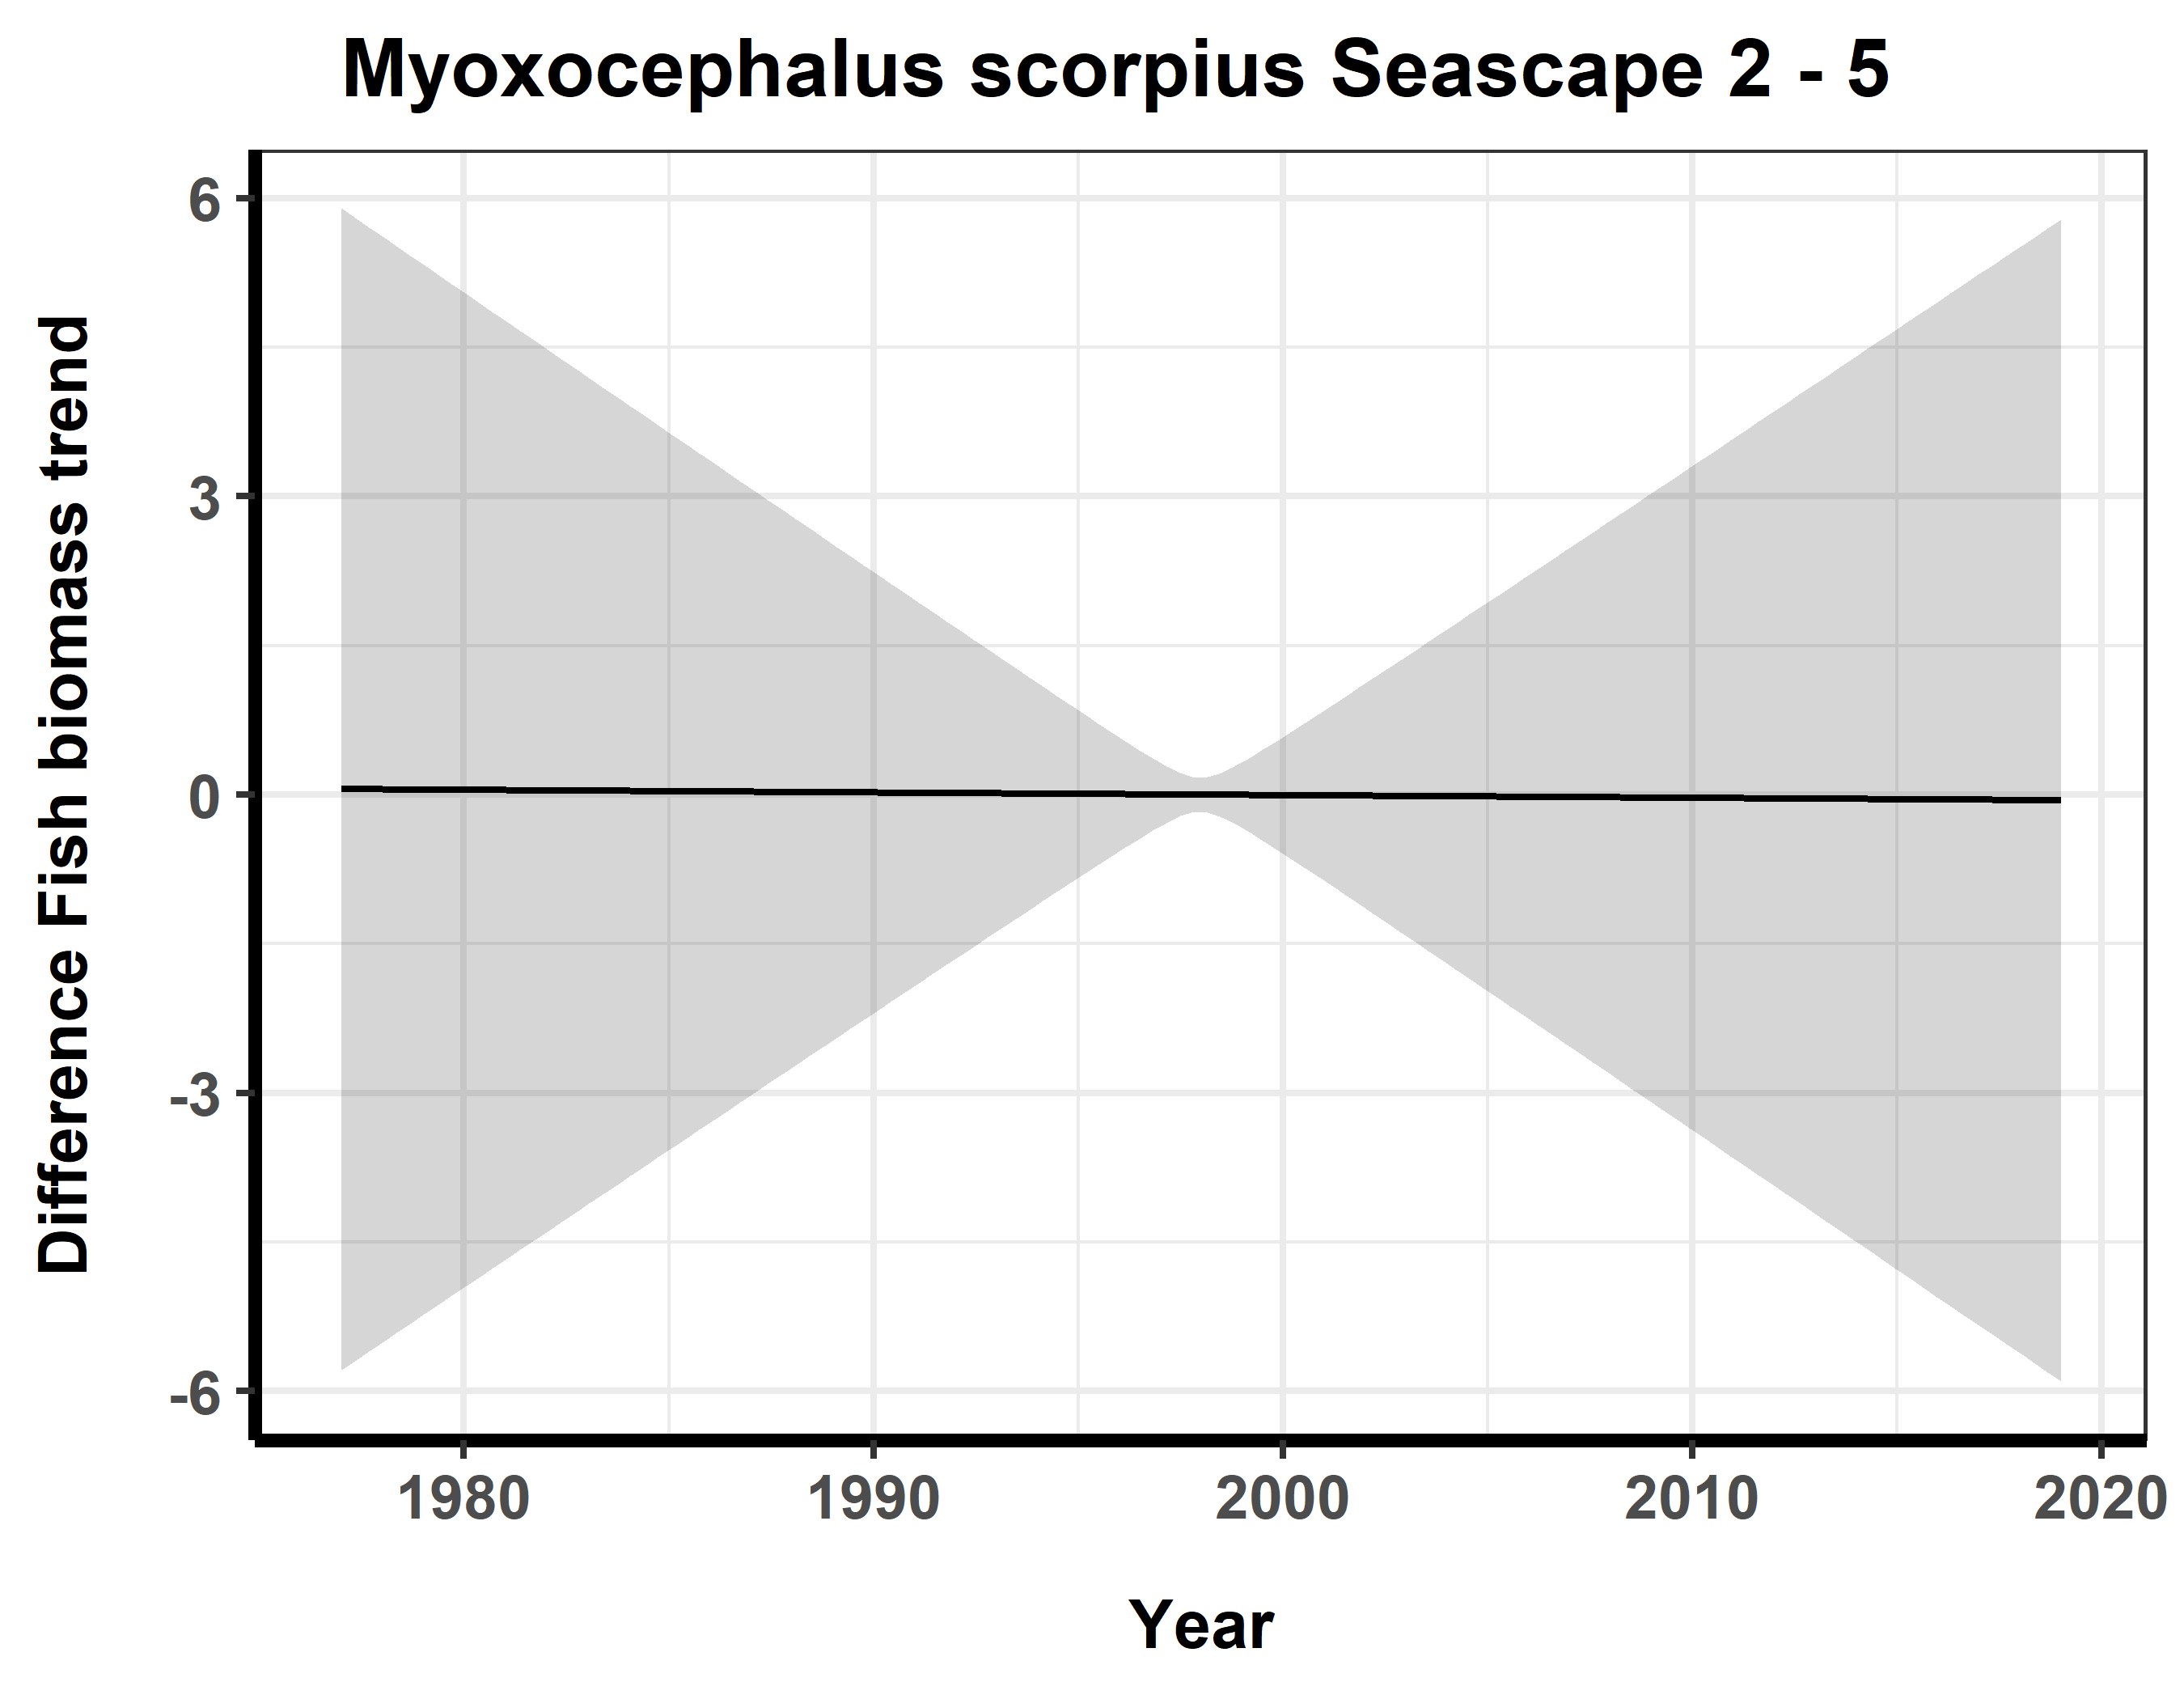 Myoxocephalus scorpius Seascape 2 - 5
Difference Fish biomass trend
6
3
0
-3
-6
1980 1990 2000 2010 2020
Year